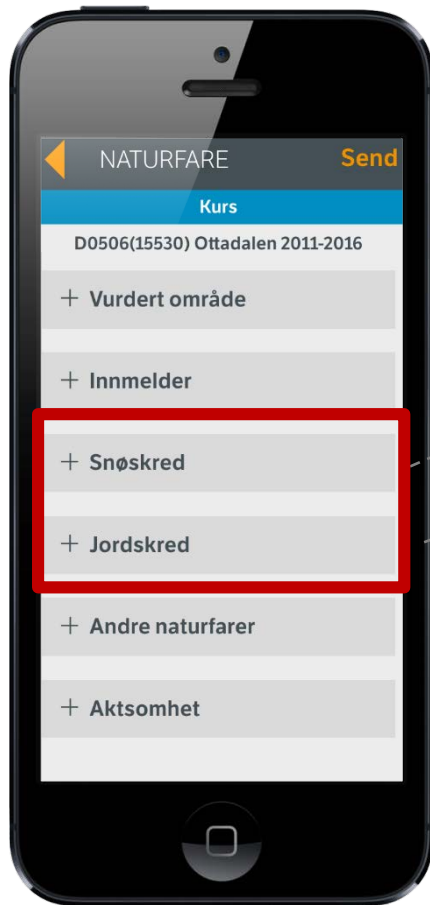 NATURFARE Send
Kurs
D0506(15530) Ottadalen 2011-2016
+ Vurdert område
+ Innmelder
+ Snøskred
+ Jordskred
+ Andre naturfarer
+ Aktsomhet